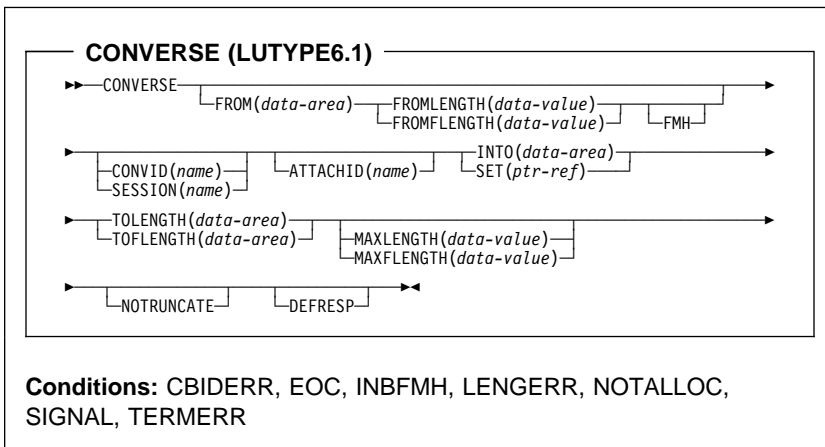 CONVERSE (LUTYPE6.1)
CONVERSE
FROM(data-area) FROMLENGTH(data-value)
FROMFLENGTH(data-value) FMH
CONVID(name) ATTACHID(name) INTO(data-area)
SESSION(name) SET(ptr-ref)
TOLENGTH(data-area)
TOFLENGTH(data-area) MAXLENGTH(data-value)
MAXFLENGTH(data-value)
NOTRUNCATE DEFRESP
Conditions: CBIDERR, EOC, INBFMH, LENGERR, NOTALLOC,
SIGNAL, TERMERR